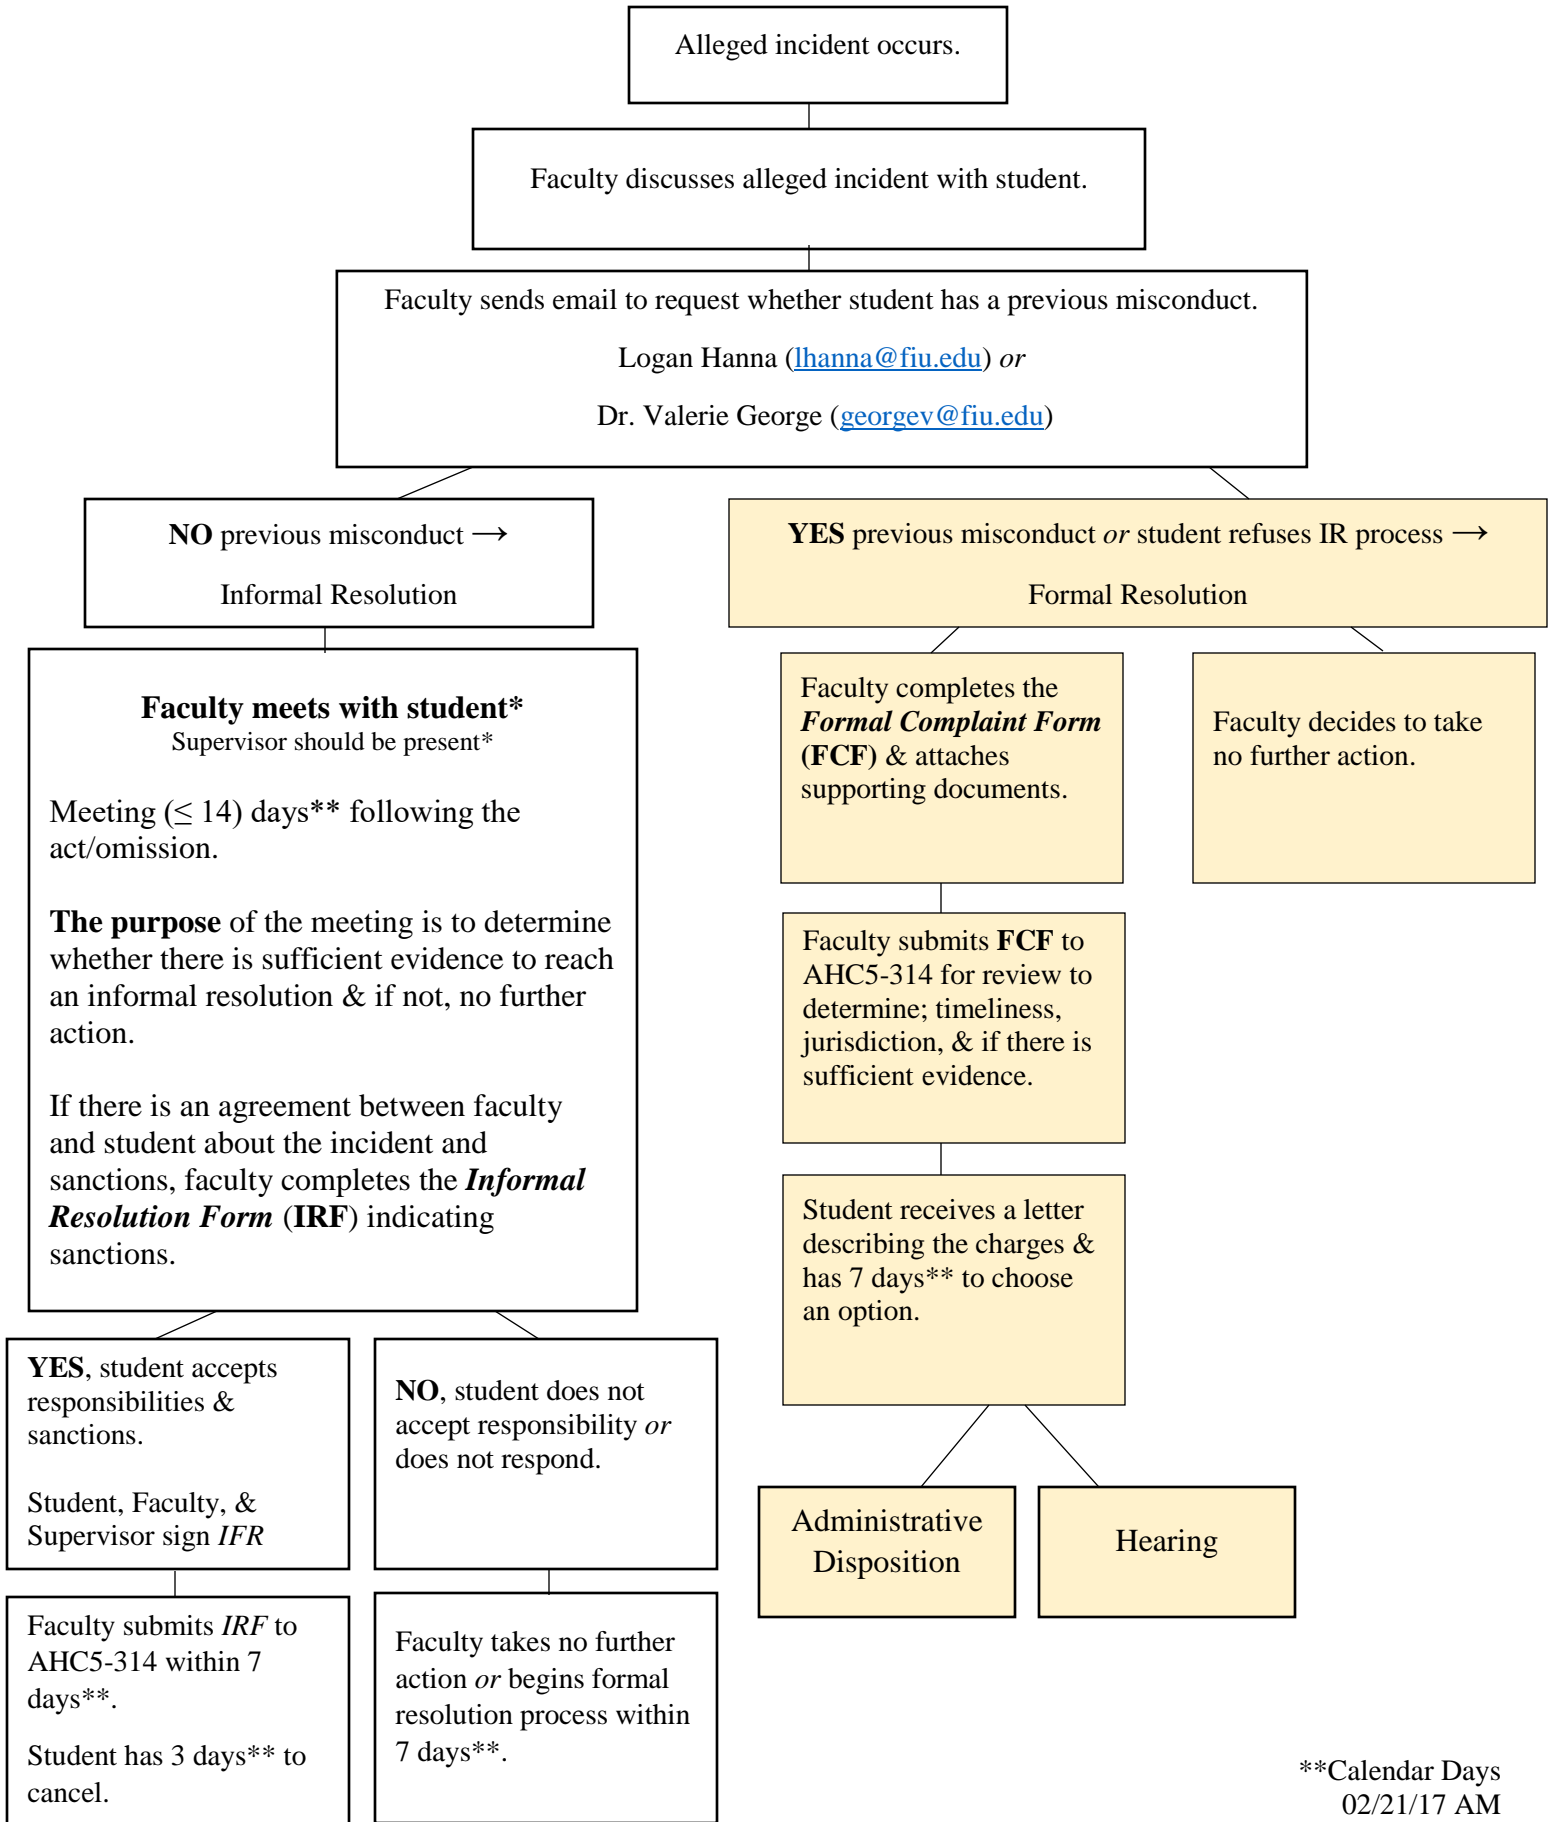 Alleged incident occurs.
Faculty discusses alleged incident with student.
Faculty sends email to request whether student has a previous misconduct.
Logan Hanna (lhanna@fiu.edu) or
Dr. Valerie George (georgev@fiu.edu)
NO previous misconduct →
Informal Resolution
YES previous misconduct or student refuses IR process →
Formal Resolution
Faculty meets with student*
Supervisor should be present*
Meeting (≤ 14) days** following the
act/omission.
The purpose of the meeting is to determine
whether there is sufficient evidence to reach
an informal resolution & if not, no further
action.
If there is an agreement between faculty
and student about the incident and
sanctions, faculty completes the Informal
Resolution Form (IRF) indicating
sanctions.
Faculty completes the
Formal Complaint Form
(FCF) & attaches
supporting documents.
Faculty decides to take
no further action.
Faculty submits FCF to
AHC5-314 for review to
determine; timeliness,
jurisdiction, & if there is
sufficient evidence.
Student receives a letter
describing the charges &
has 7 days** to choose
an option.
YES, student accepts
responsibilities &
sanctions.
Student, Faculty, &
Supervisor sign IFR
NO, student does not
accept responsibility or
does not respond.
Administrative
Disposition
Hearing
Faculty submits IRF to
AHC5-314 within 7
days**.
Student has 3 days** to
cancel.
Faculty takes no further
action or begins formal
resolution process within
7 days**.
**Calendar Days
02/21/17 AM